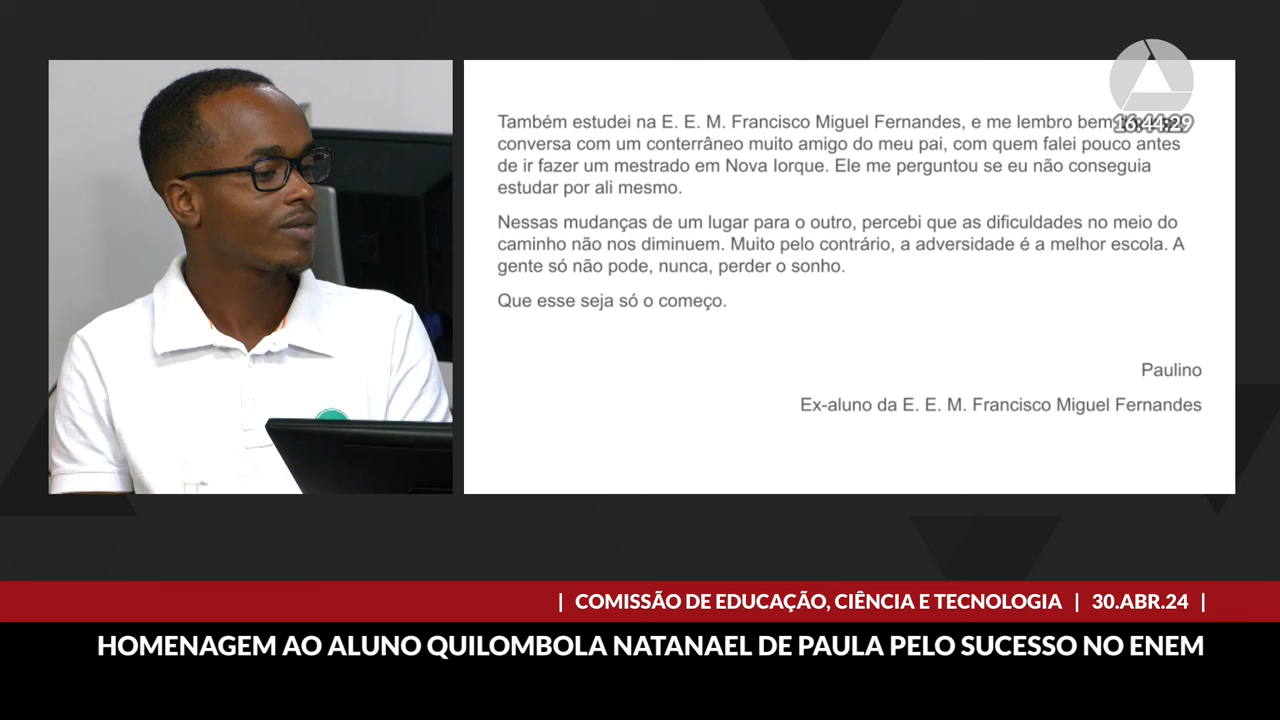 16:44:29
Também estudei na E. E. M. Francisco Miguel Fernandes, e me lembro bem
conversa com um conterrâneo muito amigo do meu pai, com quem falei pouco antes
de ir fazer um mestrado em Nova Iorque. Ele me perguntou se eu não conseguia
estudar por ali mesmo.
Nessas mudanças de um lugar para o outro, percebi que as dificuldades no meio do
caminho não nos diminuem. Muito pelo contrário, a adversidade é a melhor escola. A
gente só não pode, nunca, perder o sonho.
Que esse seja só o começo.
Paulino
Ex-aluno da E. E. M. Francisco Miguel Fernandes
| COMISSÃO DE EDUCAÇÃO, CIÊNCIA E TECNOLOGIA | 30.ABR.24 |
HOMENAGEM AO ALUNO QUILOMBOLA NATANAEL DE PAULA PELO SUCESSO NO ENEM